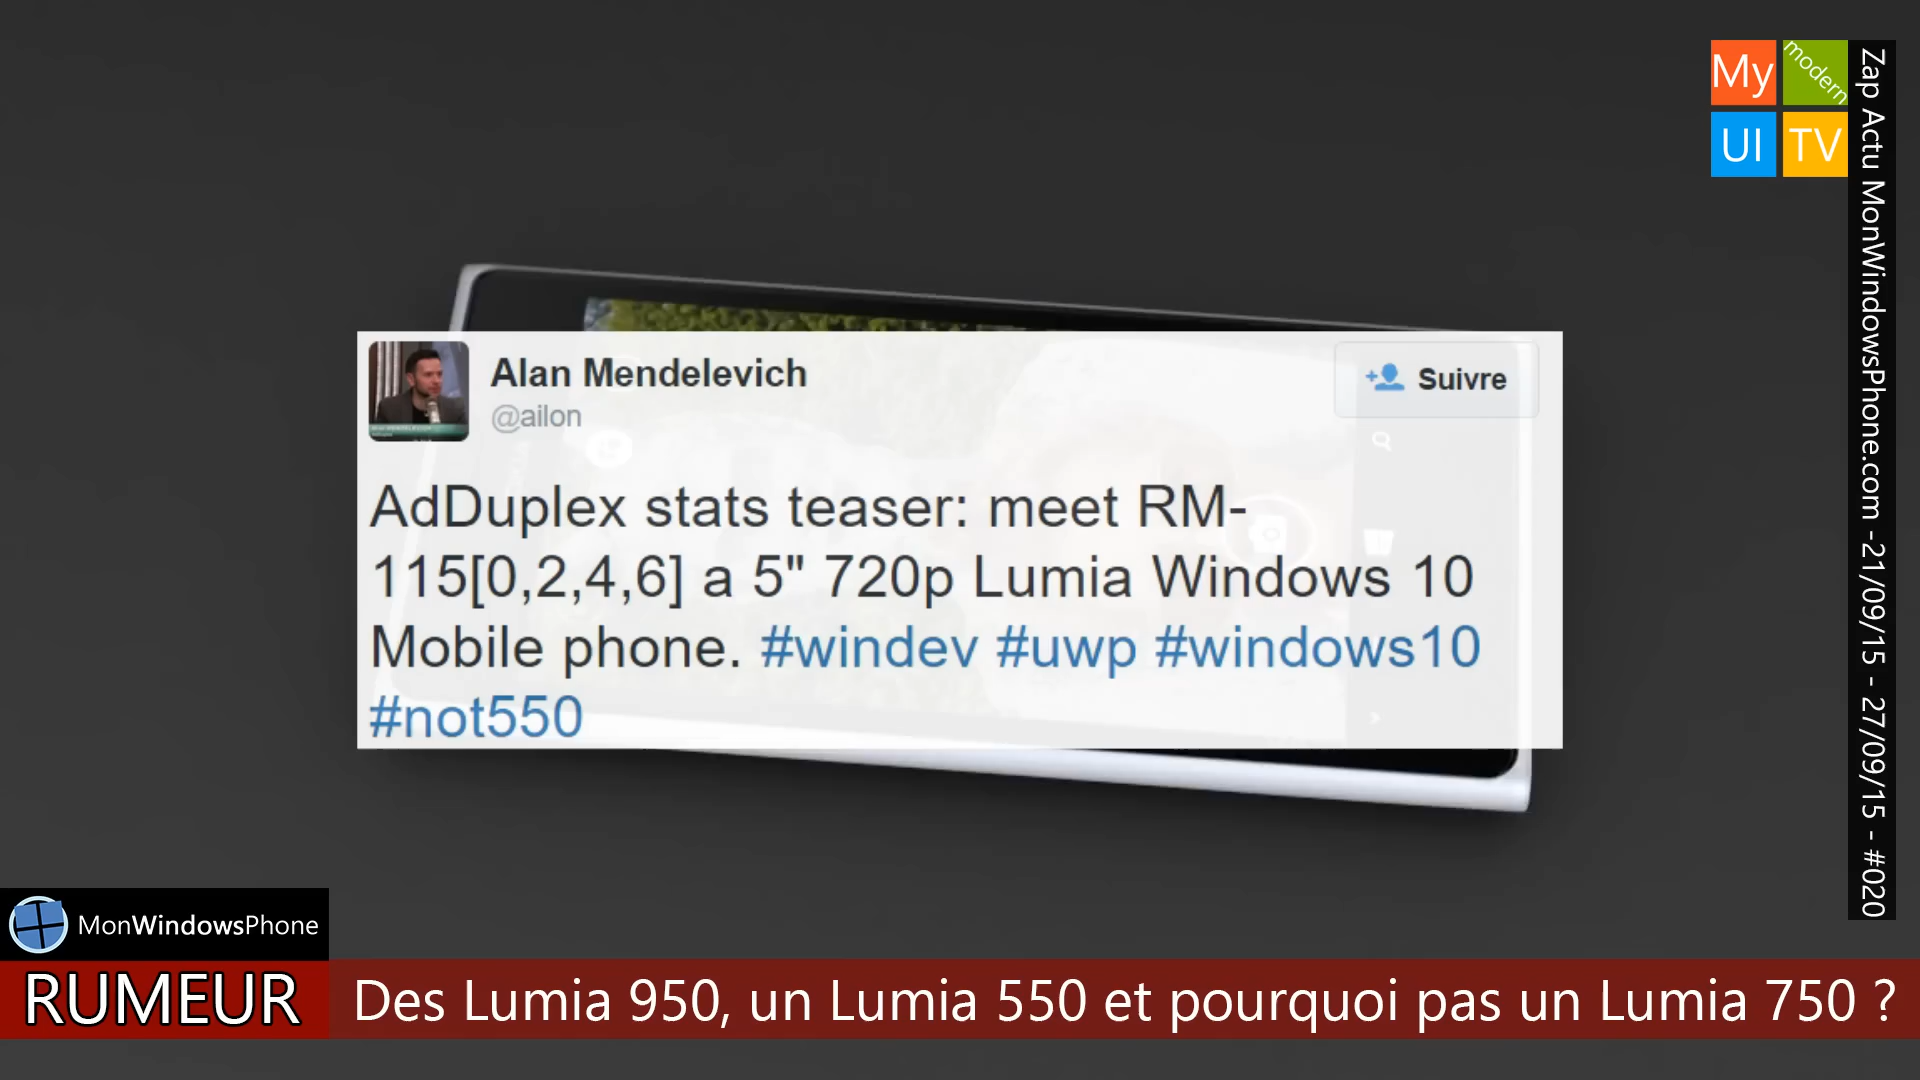 My
modern
UI
TV
Zap Actu MonWindowsPhone.com -21/09/15 - 27/09/15 - #020
Alan Mendelevich
@ailon
Suivre
AdDuplex stats teaser: meet RM-
115[0,2,4,6] a 5" 720p Lumia Windows 10
Mobile phone. #windev #uwp #windows10
#not550
MonWindowsPhone
RUMEUR
Des Lumia 950, un Lumia 550 et pourquoi pas un Lumia 750 ?